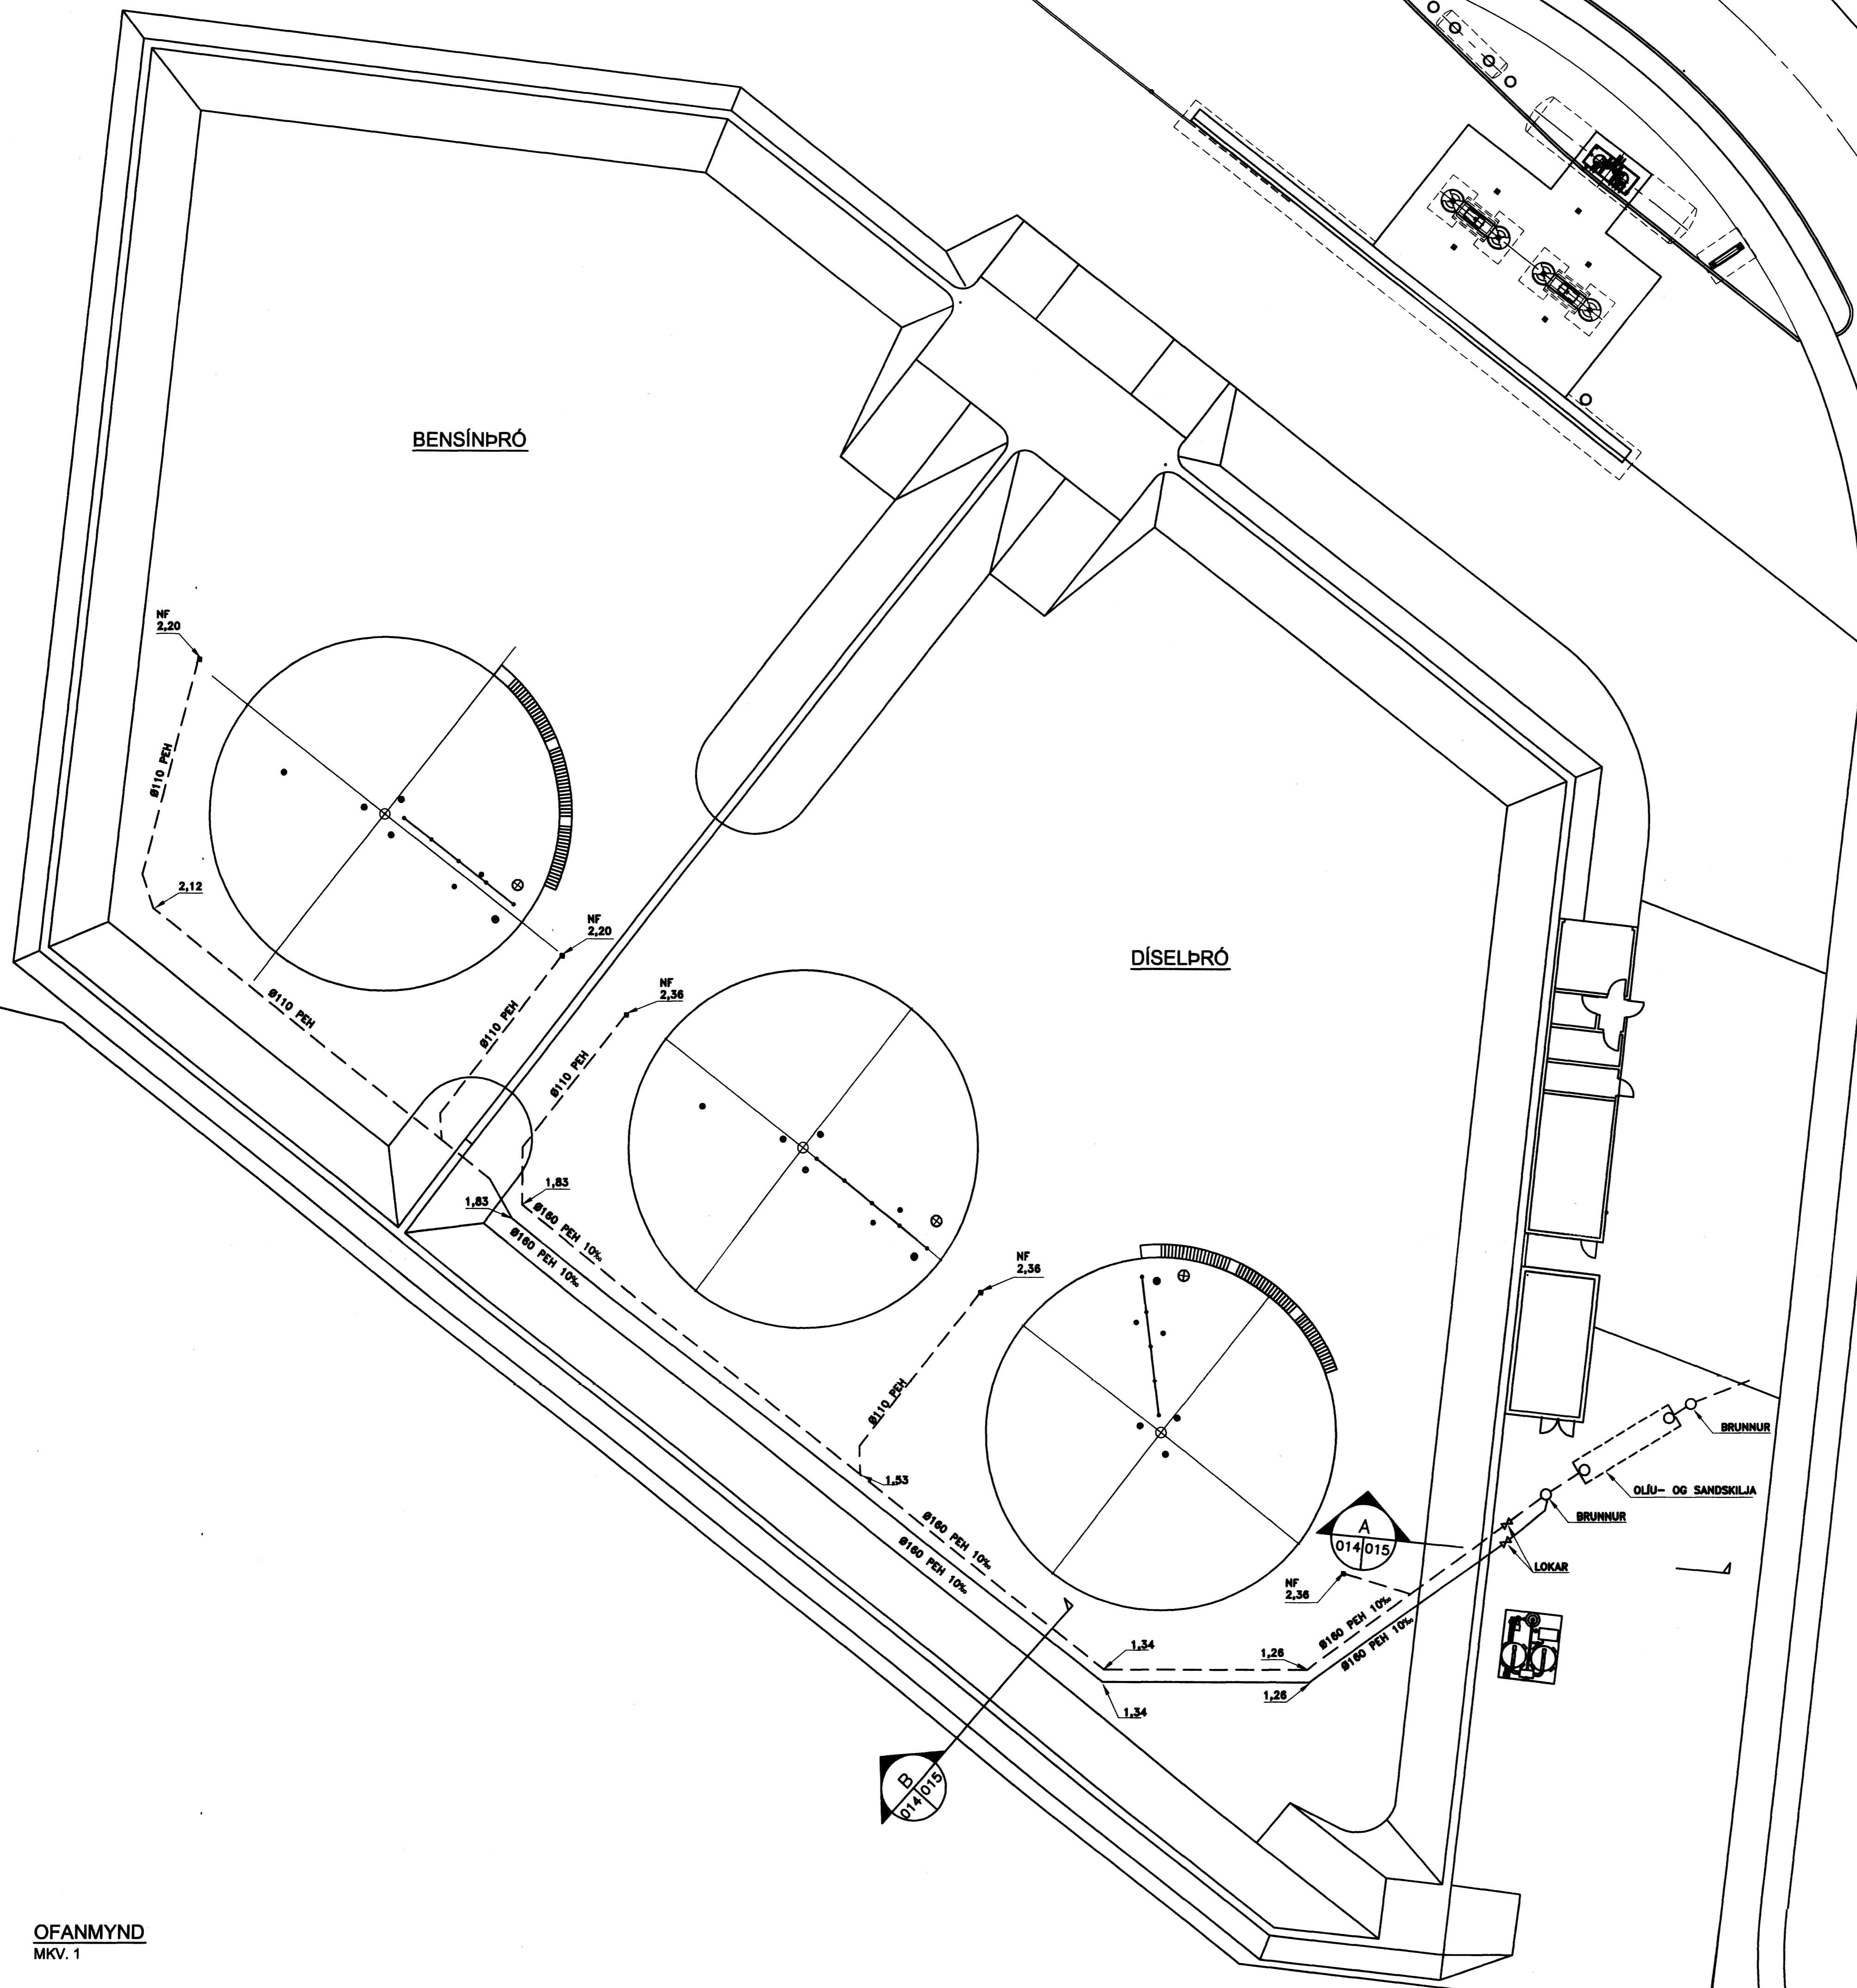 BENSÍNÞRÓ
NF
2,20
Ø110 PEH
2,12
Ø110 PEH
NF
2,20
Ø110 PEH
NF
2,36
Ø110 PEH
DÍSELÞRÓ
1,83
1,83
Ø160 PEH 10‰
Ø160 PEH 10‰
NF
2,36
Ø110 PEH
1,53
Ø160 PEH 10‰
Ø160 PEH 10‰
BRUNNUR
OLÍU- OG SANDSKILJA
BRUNNUR
LOKAR
A
014 015
NF
2,36
Ø160 PEH 10‰
Ø160 PEH 10‰
1,34
1,26
1,34
1,26
B
014 015
OFANMYND
MKV. 1